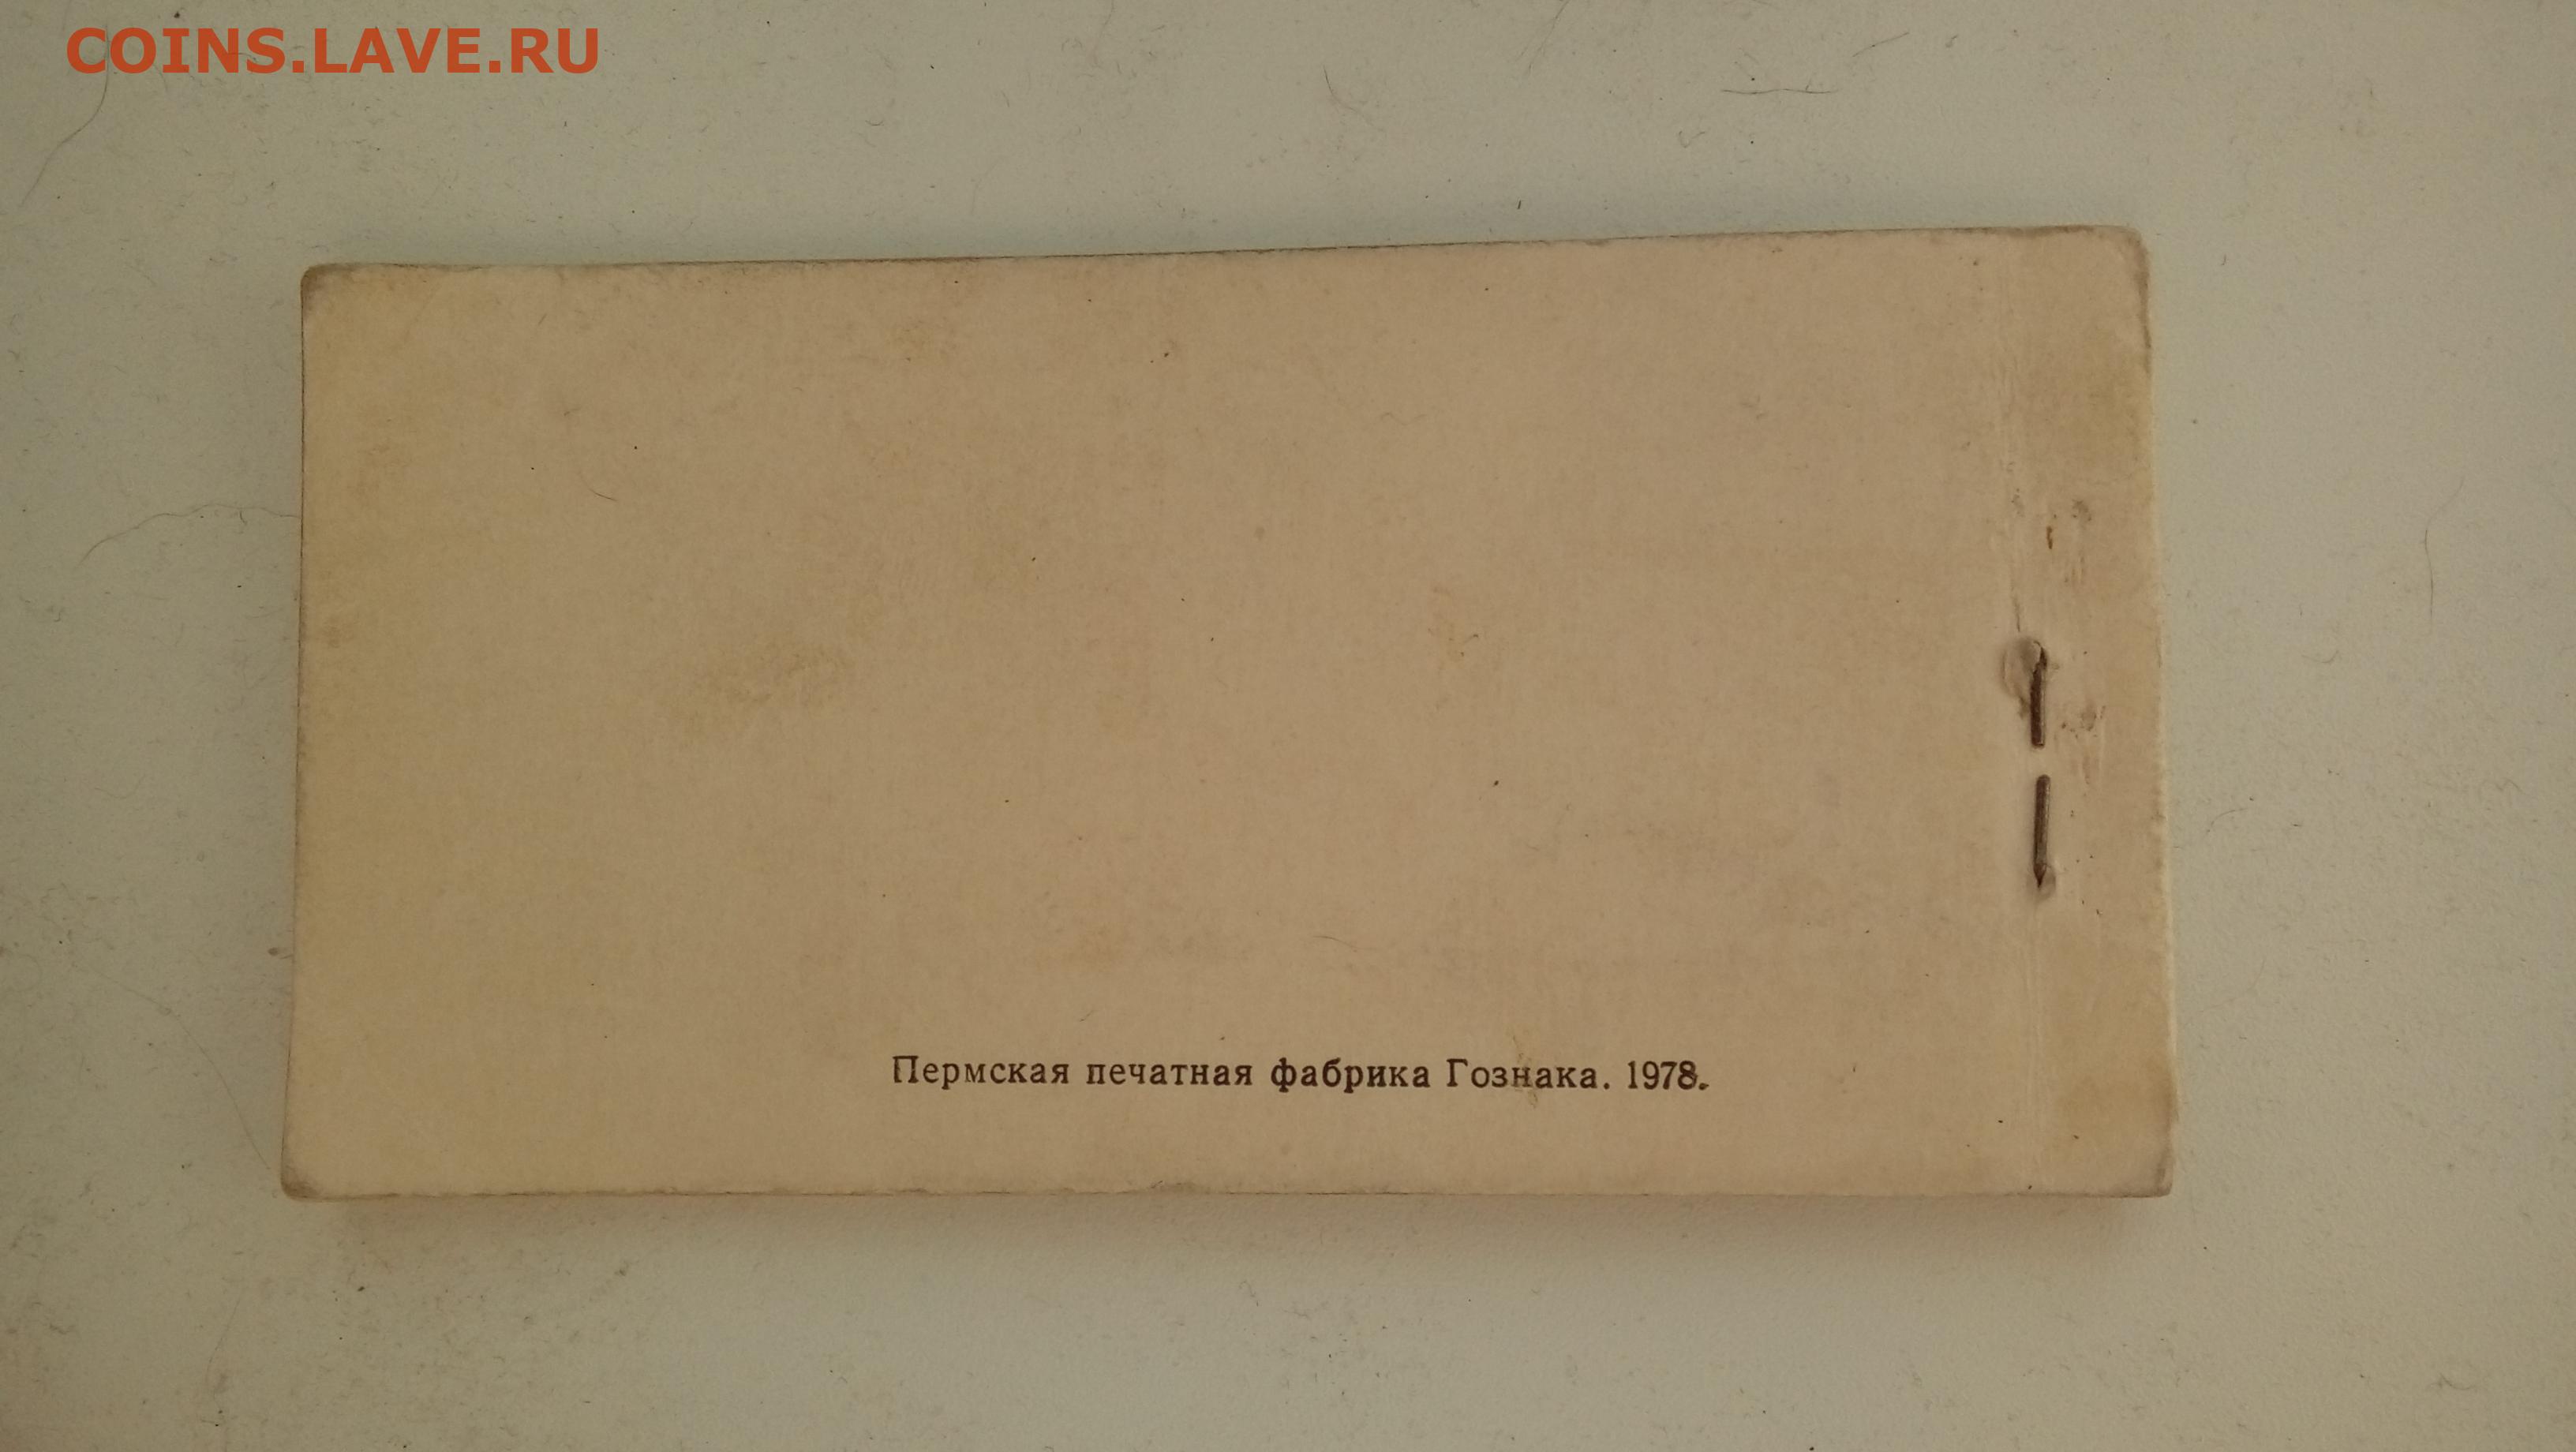 COINS.LAVE.RU
Пермская печатная фабрика Гознака. 1978.